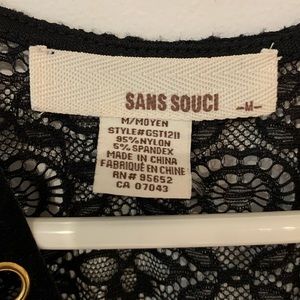 SANS SOUCI
-M-
M/MOYEN
STYLE#GST1211
95%NYLON
5%SPANDEX
MADE IN CHINA
FABRIQUÉ EN CHINE
RN# 95652
CA 07043